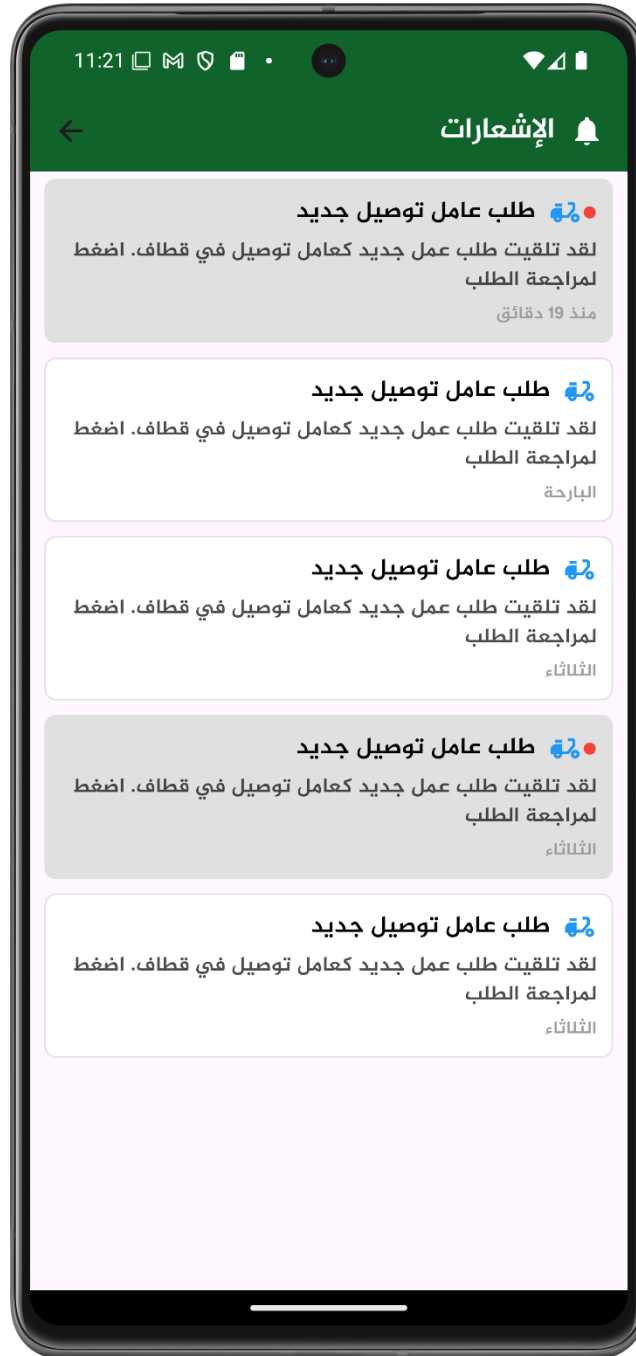 11:21
الإشعارات
طلب عامل توصيل جديد
لقد تلقيت طلب عمل جديد كعامل توصيل في قطاف. اضغط
لمراجعة الطلب
منذ 19 دقائق
طلب عامل توصيل جديد
لقد تلقيت طلب عمل جديد كعامل توصيل في قطاف. اضغط
لمراجعة الطلب
البارحة
طلب عامل توصيل جديد
لقد تلقيت طلب عمل جديد كعامل توصيل في قطاف. اضغط
لمراجعة الطلب
الثلاثاء
طلب عامل توصيل جديد
لقد تلقيت طلب عمل جديد كعامل توصيل في قطاف. اضغط
لمراجعة الطلب
الثلاثاء
طلب عامل توصيل جديد
لقد تلقيت طلب عمل جديد كعامل توصيل في قطاف. اضغط
لمراجعة الطلب
الثلاثاء